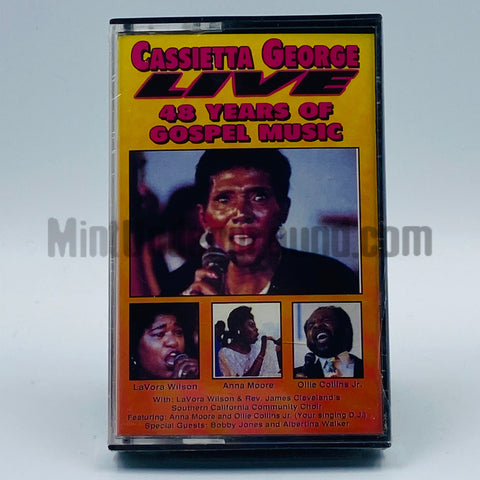 CASSIETTA GEORGE
LIVE
48 YEARS OF
GOSPEL MUSIC
LaVora Wilson
Anna Moore
Ollie Collins Jr.
With: LaVora Wilson & Rev. James Cleveland's
Southern California Community Choir
Featuring: Anna Moore and Ollie Collins Jr. (Your singing D.J.)
Special Guests: Bobby Jones and Albertina Walker